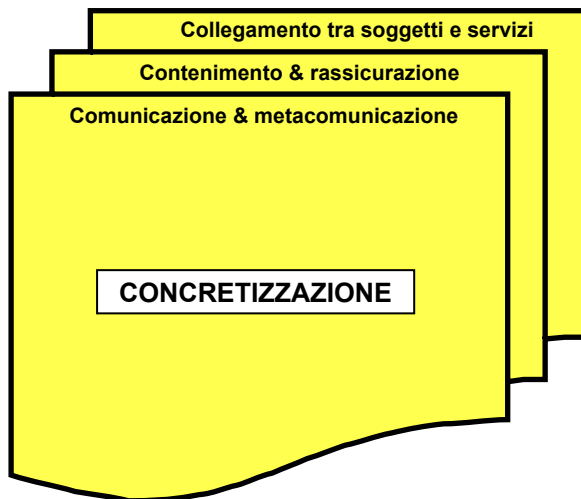 Collegamento tra soggetti e servizi
Contenimento & rassicurazione
Comunicazione & metacomunicazione
CONCRETIZZAZIONE